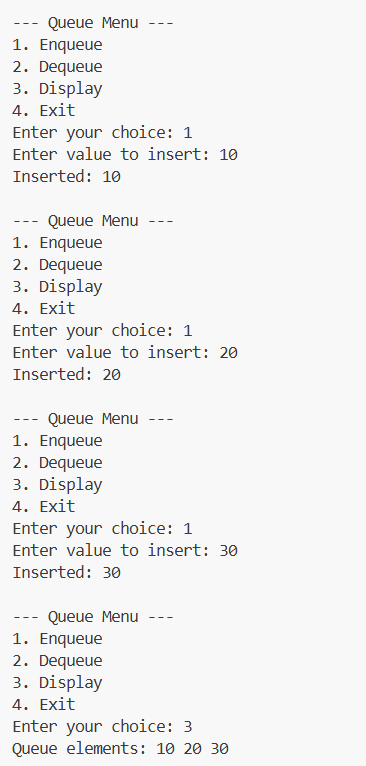 --- Queue Menu ---
1. Enqueue
2. Dequeue
3. Display
4. Exit
Enter your choice: 1
Enter value to insert: 10
Inserted: 10

--- Queue Menu ---
1. Enqueue
2. Dequeue
3. Display
4. Exit
Enter your choice: 1
Enter value to insert: 20
Inserted: 20

--- Queue Menu ---
1. Enqueue
2. Dequeue
3. Display
4. Exit
Enter your choice: 1
Enter value to insert: 30
Inserted: 30

--- Queue Menu ---
1. Enqueue
2. Dequeue
3. Display
4. Exit
Enter your choice: 3
Queue elements: 10 20 30